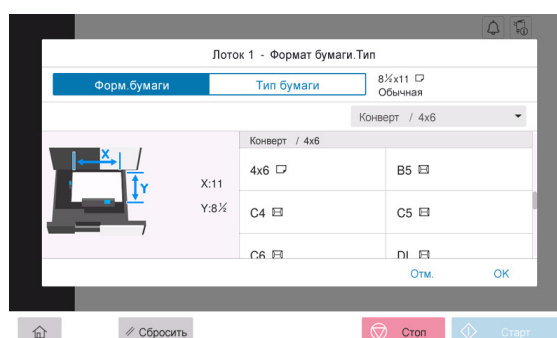 Лоток 1 - Формат бумаги.Тип
Форм.бумаги
Тип бумаги
8½x11
Обычная
Конверт / 4x6
Конверт / 4x6
X
Y
X:11
Y:8½
4x6
B5
C4
C5
C6
DL
Отм.
OK
Сбросить
Стоп
Старт